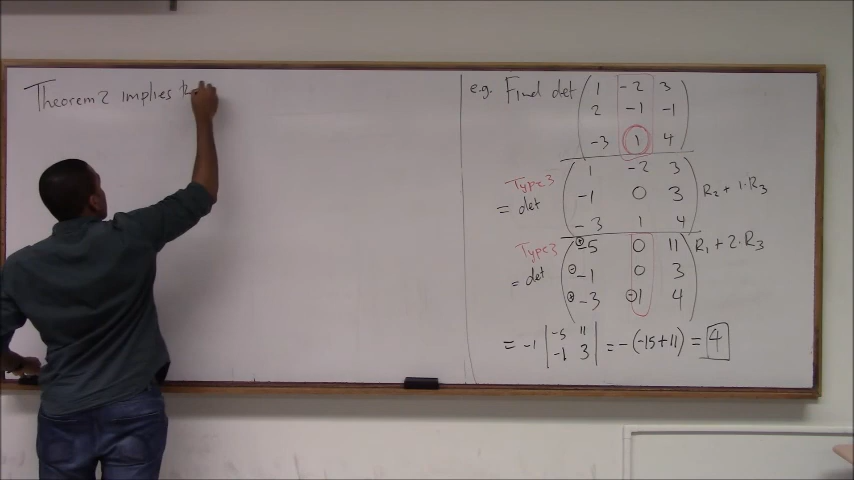 Theorem 2 implies
e.g. Find det ( 1 -2 3
2 -1 -1
-3 1 4 )
Type 3
= det ( 1 -2 3
-1 0 3
-3 1 4 ) R₂ + 1·R₃
Type 3
= det ( -5 0 11
-1 0 3
-3 1 4 ) R₁ + 2·R₃
= -1 | -5 11
-1 3 | = -(-15+11) = 4